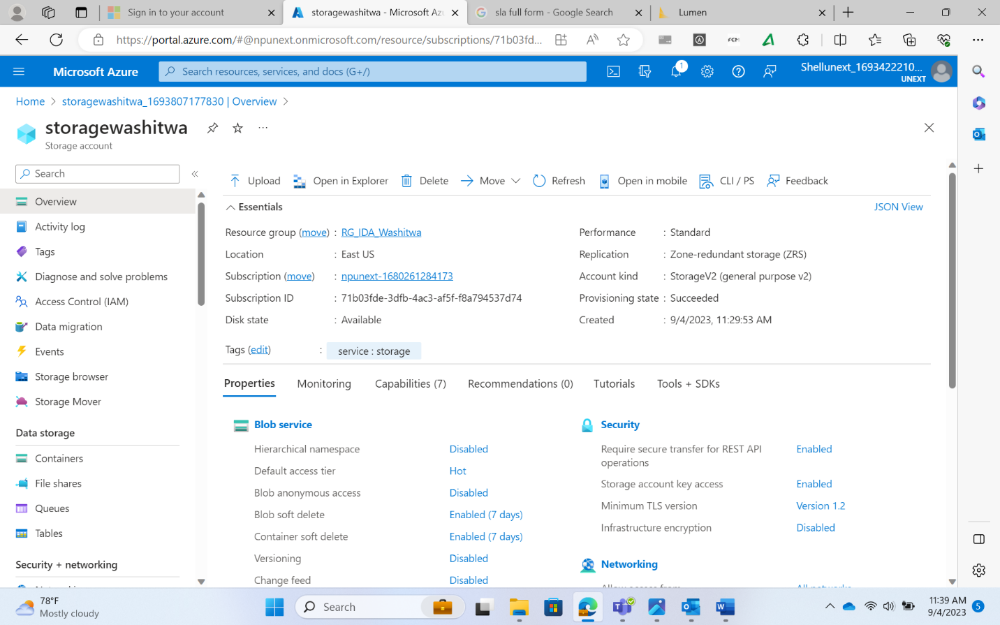 Sign in to your account
storagewashitwa - Microsoft Az
sla full form - Google Search
Lumen
https://portal.azure.com/#@npunext.onmicrosoft.com/resource/subscriptions/71b03fd...
Microsoft Azure
Search resources, services, and docs (G+/)
1
Shellunext_1693422210...
UNEXT
Home > storagewashitwa_1693807177830 | Overview >
storagewashitwa
Storage account
Search
Overview
Activity log
Tags
Diagnose and solve problems
Access Control (IAM)
Data migration
Events
Storage browser
Storage Mover
Data storage
Containers
File shares
Queues
Tables
Security + networking
Upload
Open in Explorer
Delete
Move
Refresh
Open in mobile
CLI / PS
Feedback
Essentials
JSON View
Resource group (move) : RG_IDA_Washitwa
Location : East US
Subscription (move) : npunext-1680261284173
Subscription ID : 71b03fde-3dfb-4ac3-af5f-f8a794537d74
Disk state : Available
Performance : Standard
Replication : Zone-redundant storage (ZRS)
Account kind : StorageV2 (general purpose v2)
Provisioning state : Succeeded
Created : 9/4/2023, 11:29:53 AM
Tags (edit) : service : storage
Properties
Monitoring
Capabilities (7)
Recommendations (0)
Tutorials
Tools + SDKs
Blob service
Hierarchical namespace Disabled
Default access tier Hot
Blob anonymous access Disabled
Blob soft delete Enabled (7 days)
Container soft delete Enabled (7 days)
Versioning Disabled
Change feed Disabled
Security
Require secure transfer for REST API Enabled
operations
Storage account key access Enabled
Minimum TLS version Version 1.2
Infrastructure encryption Disabled
Networking
78°F
Mostly cloudy
Search
11:39 AM
9/4/2023
5